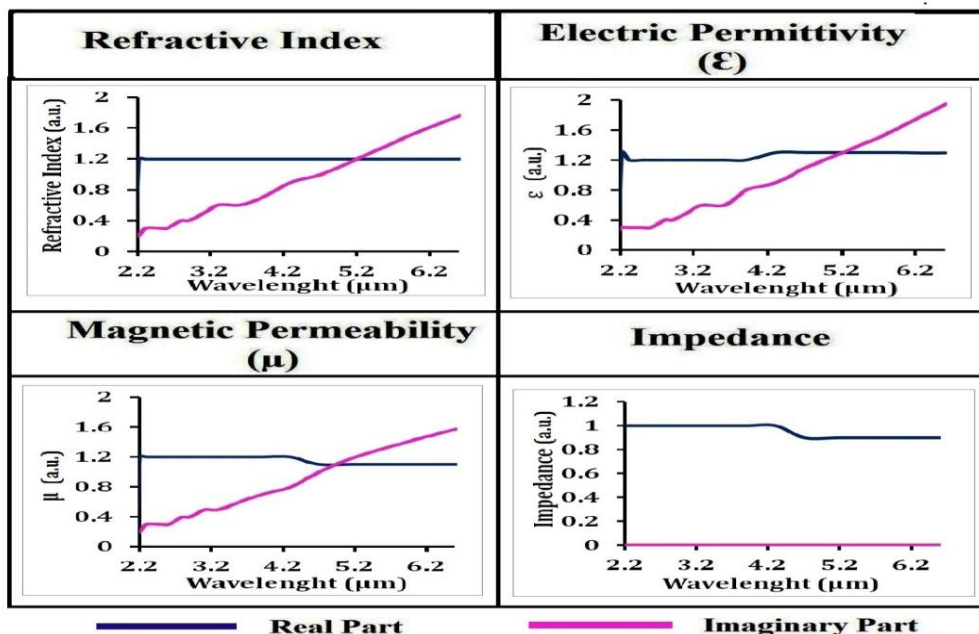 Refractive Index
Electric Permittivity
(ε)
Refractive Index (a.u.)
2
1.6
1.2
0.8
0.4
0
2.2
3.2
4.2
5.2
6.2
Wavelenght (μm)
ε (a.u.)
2
1.6
1.2
0.8
0.4
0
2.2
3.2
4.2
5.2
6.2
Wavelenght (μm)
Magnetic Permeability
(μ)
Impedance
μ (a.u.)
2
1.6
1.2
0.8
0.4
0
2.2
3.2
4.2
5.2
6.2
Wavelenght (μm)
Impedance (a.u.)
1.2
1
0.8
0.6
0.4
0.2
0
2.2
3.2
4.2
5.2
6.2
Wavelenght (μm)
Real Part
Imaginary Part